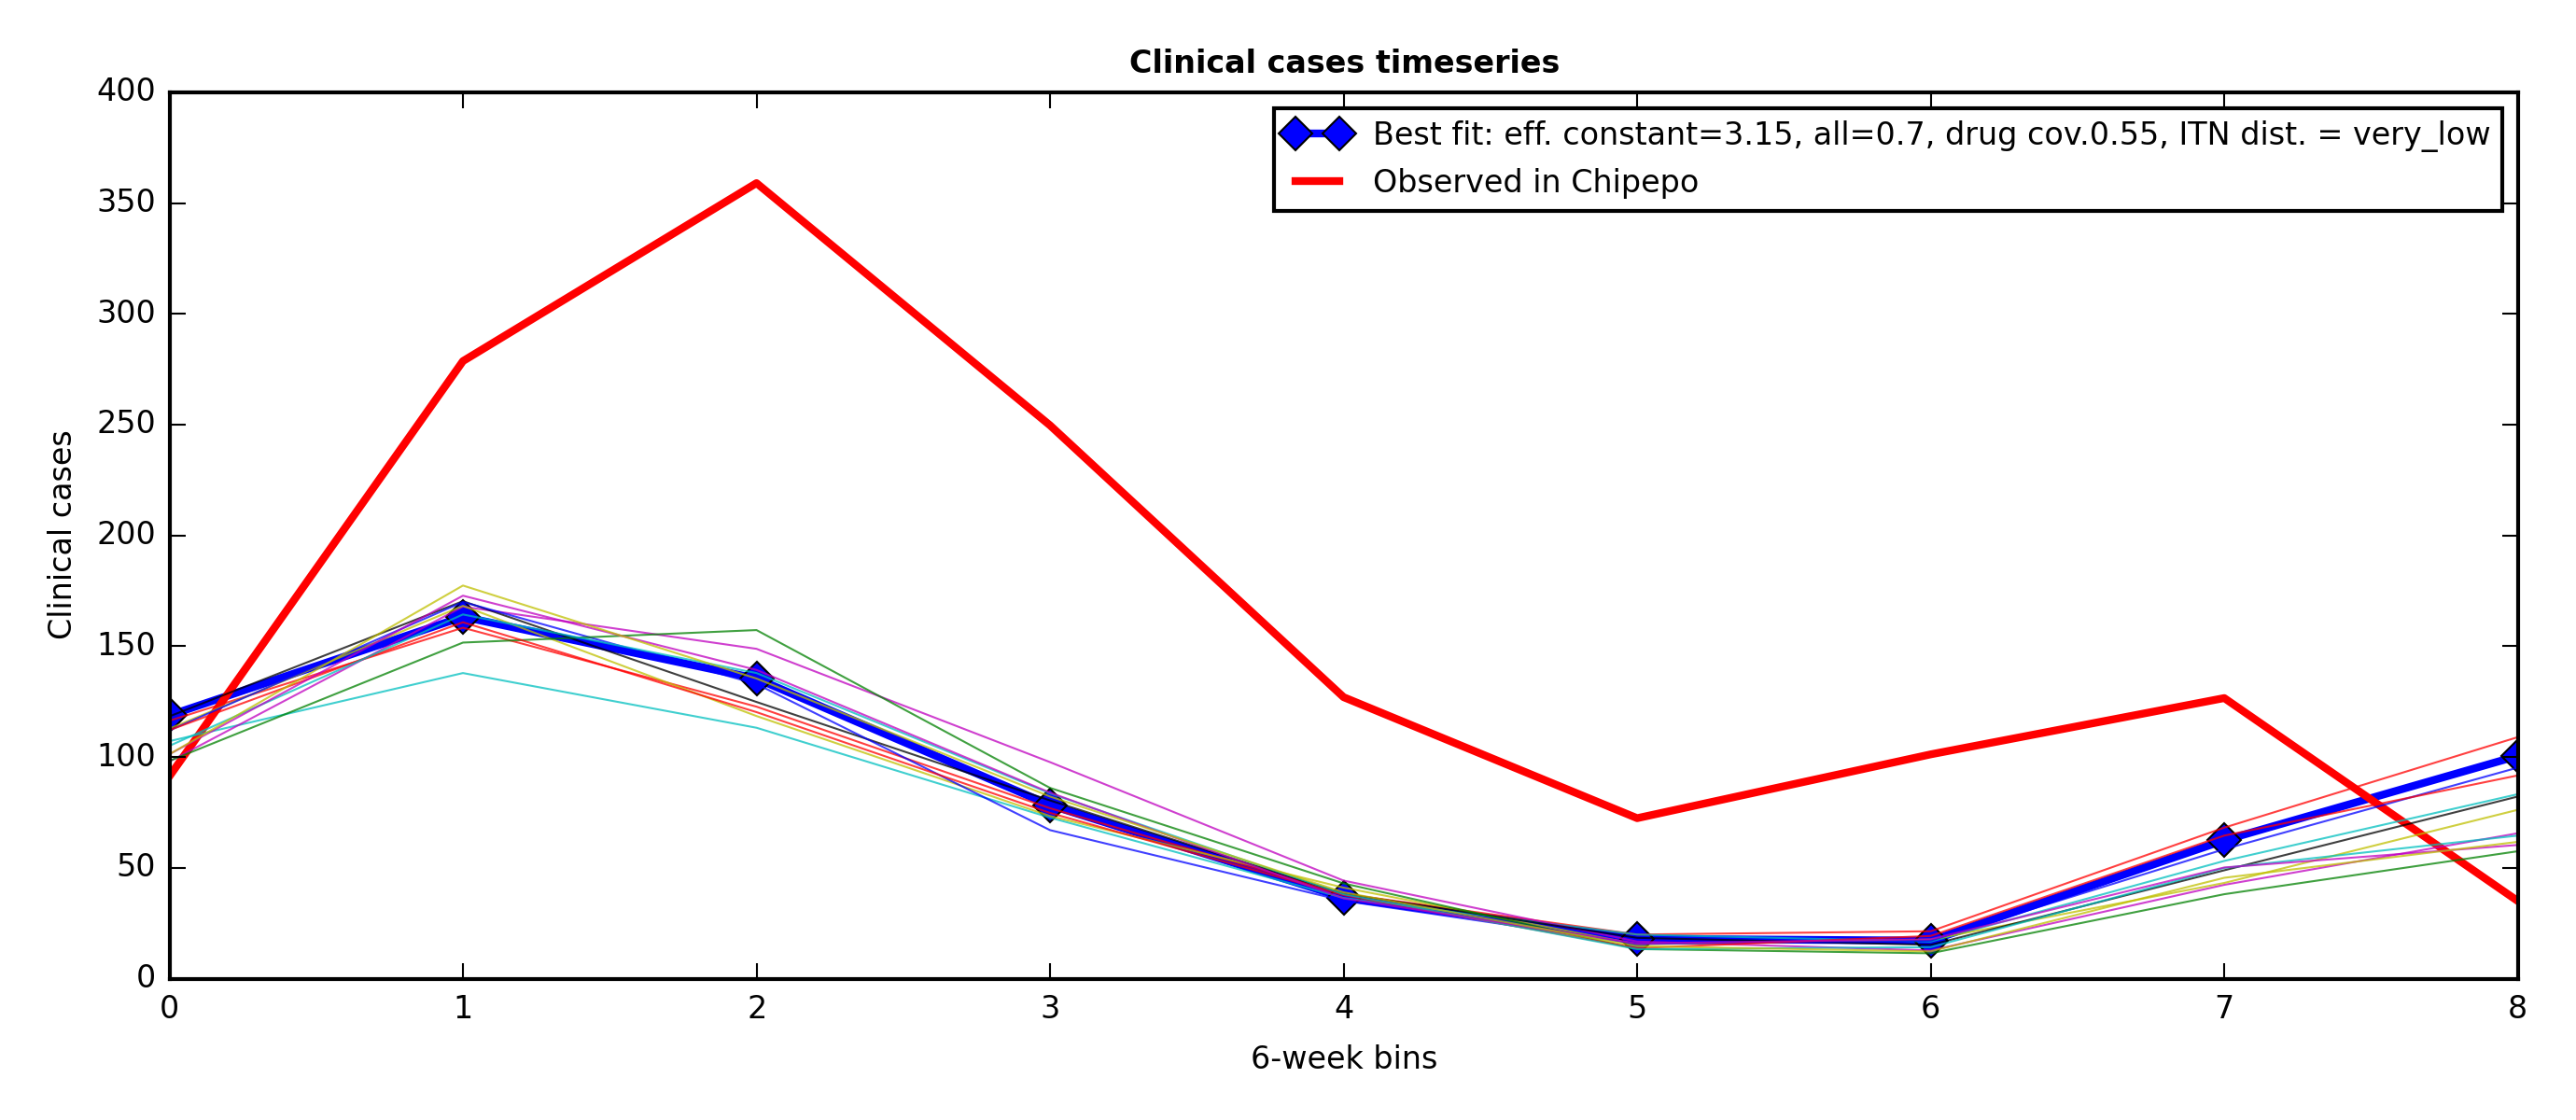 Clinical cases timeseries
400
350
300
250
200
150
100
50
0
Clinical cases
Best fit: eff. constant=3.15, all=0.7, drug cov.0.55, ITN dist. = very_low
Observed in Chipepo
0 1 2 3 4 5 6 7 8
6-week bins